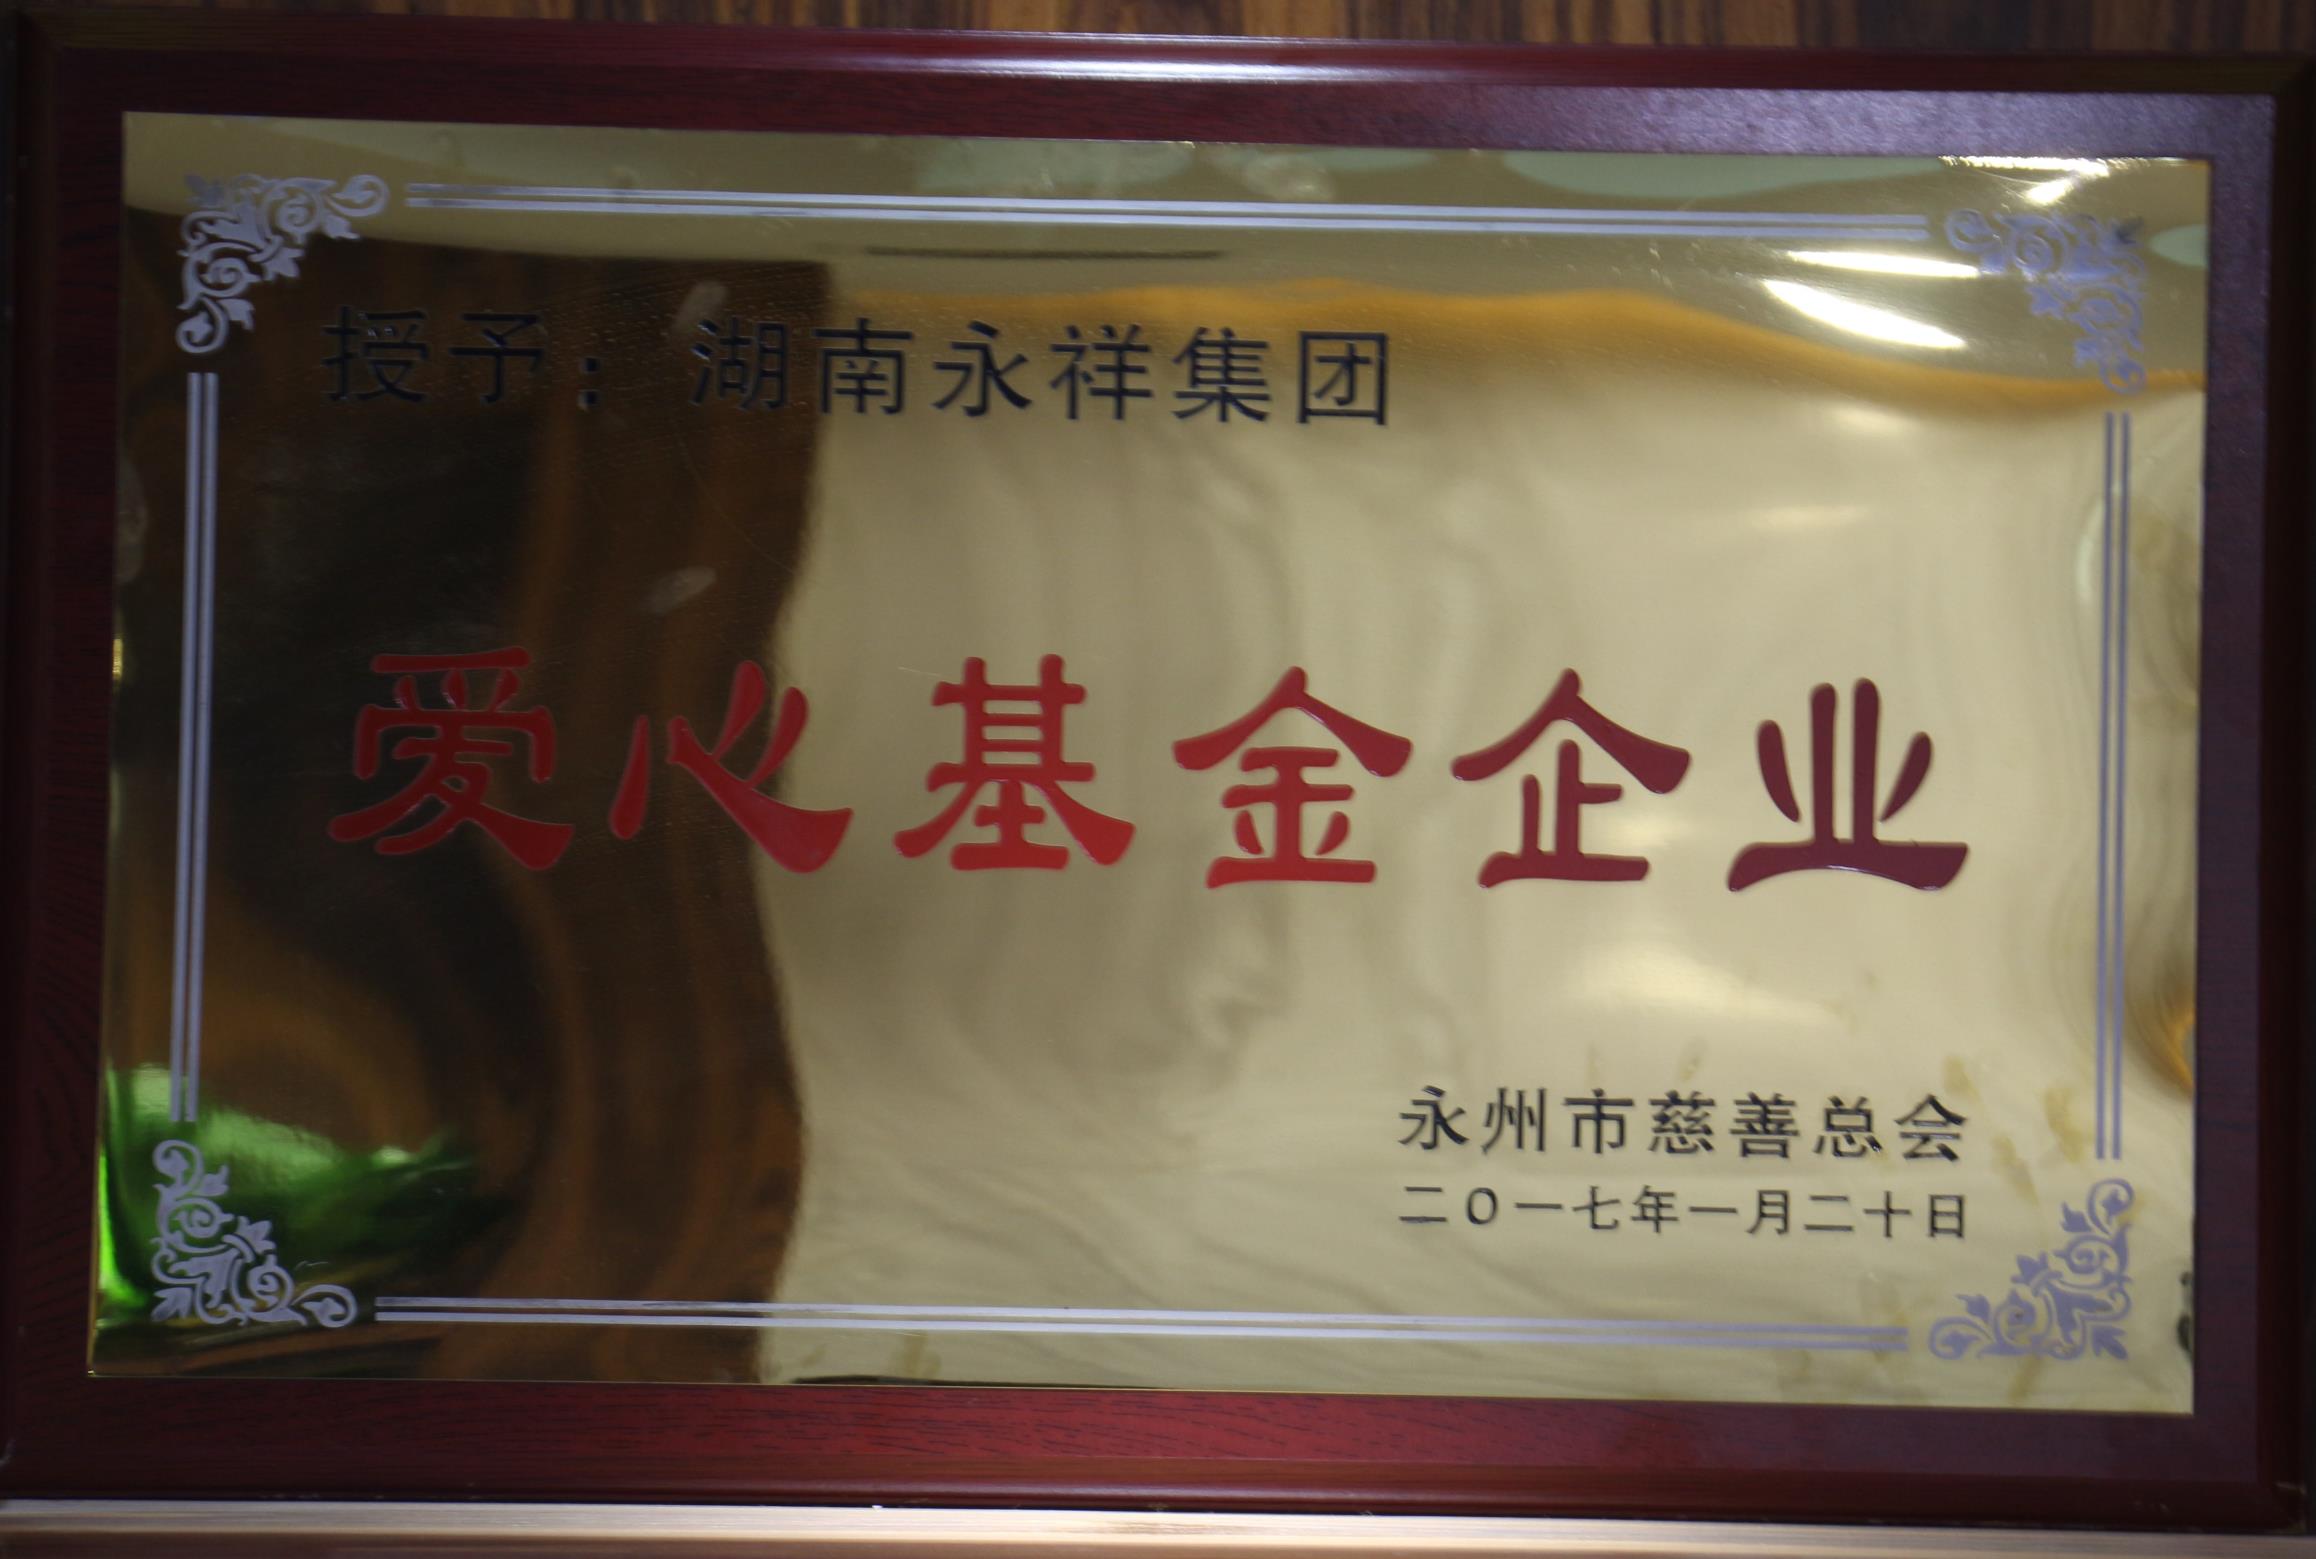 授予：湖南永祥集团
爱心基金企业
永州市慈善总会
二〇一七年一月二十日